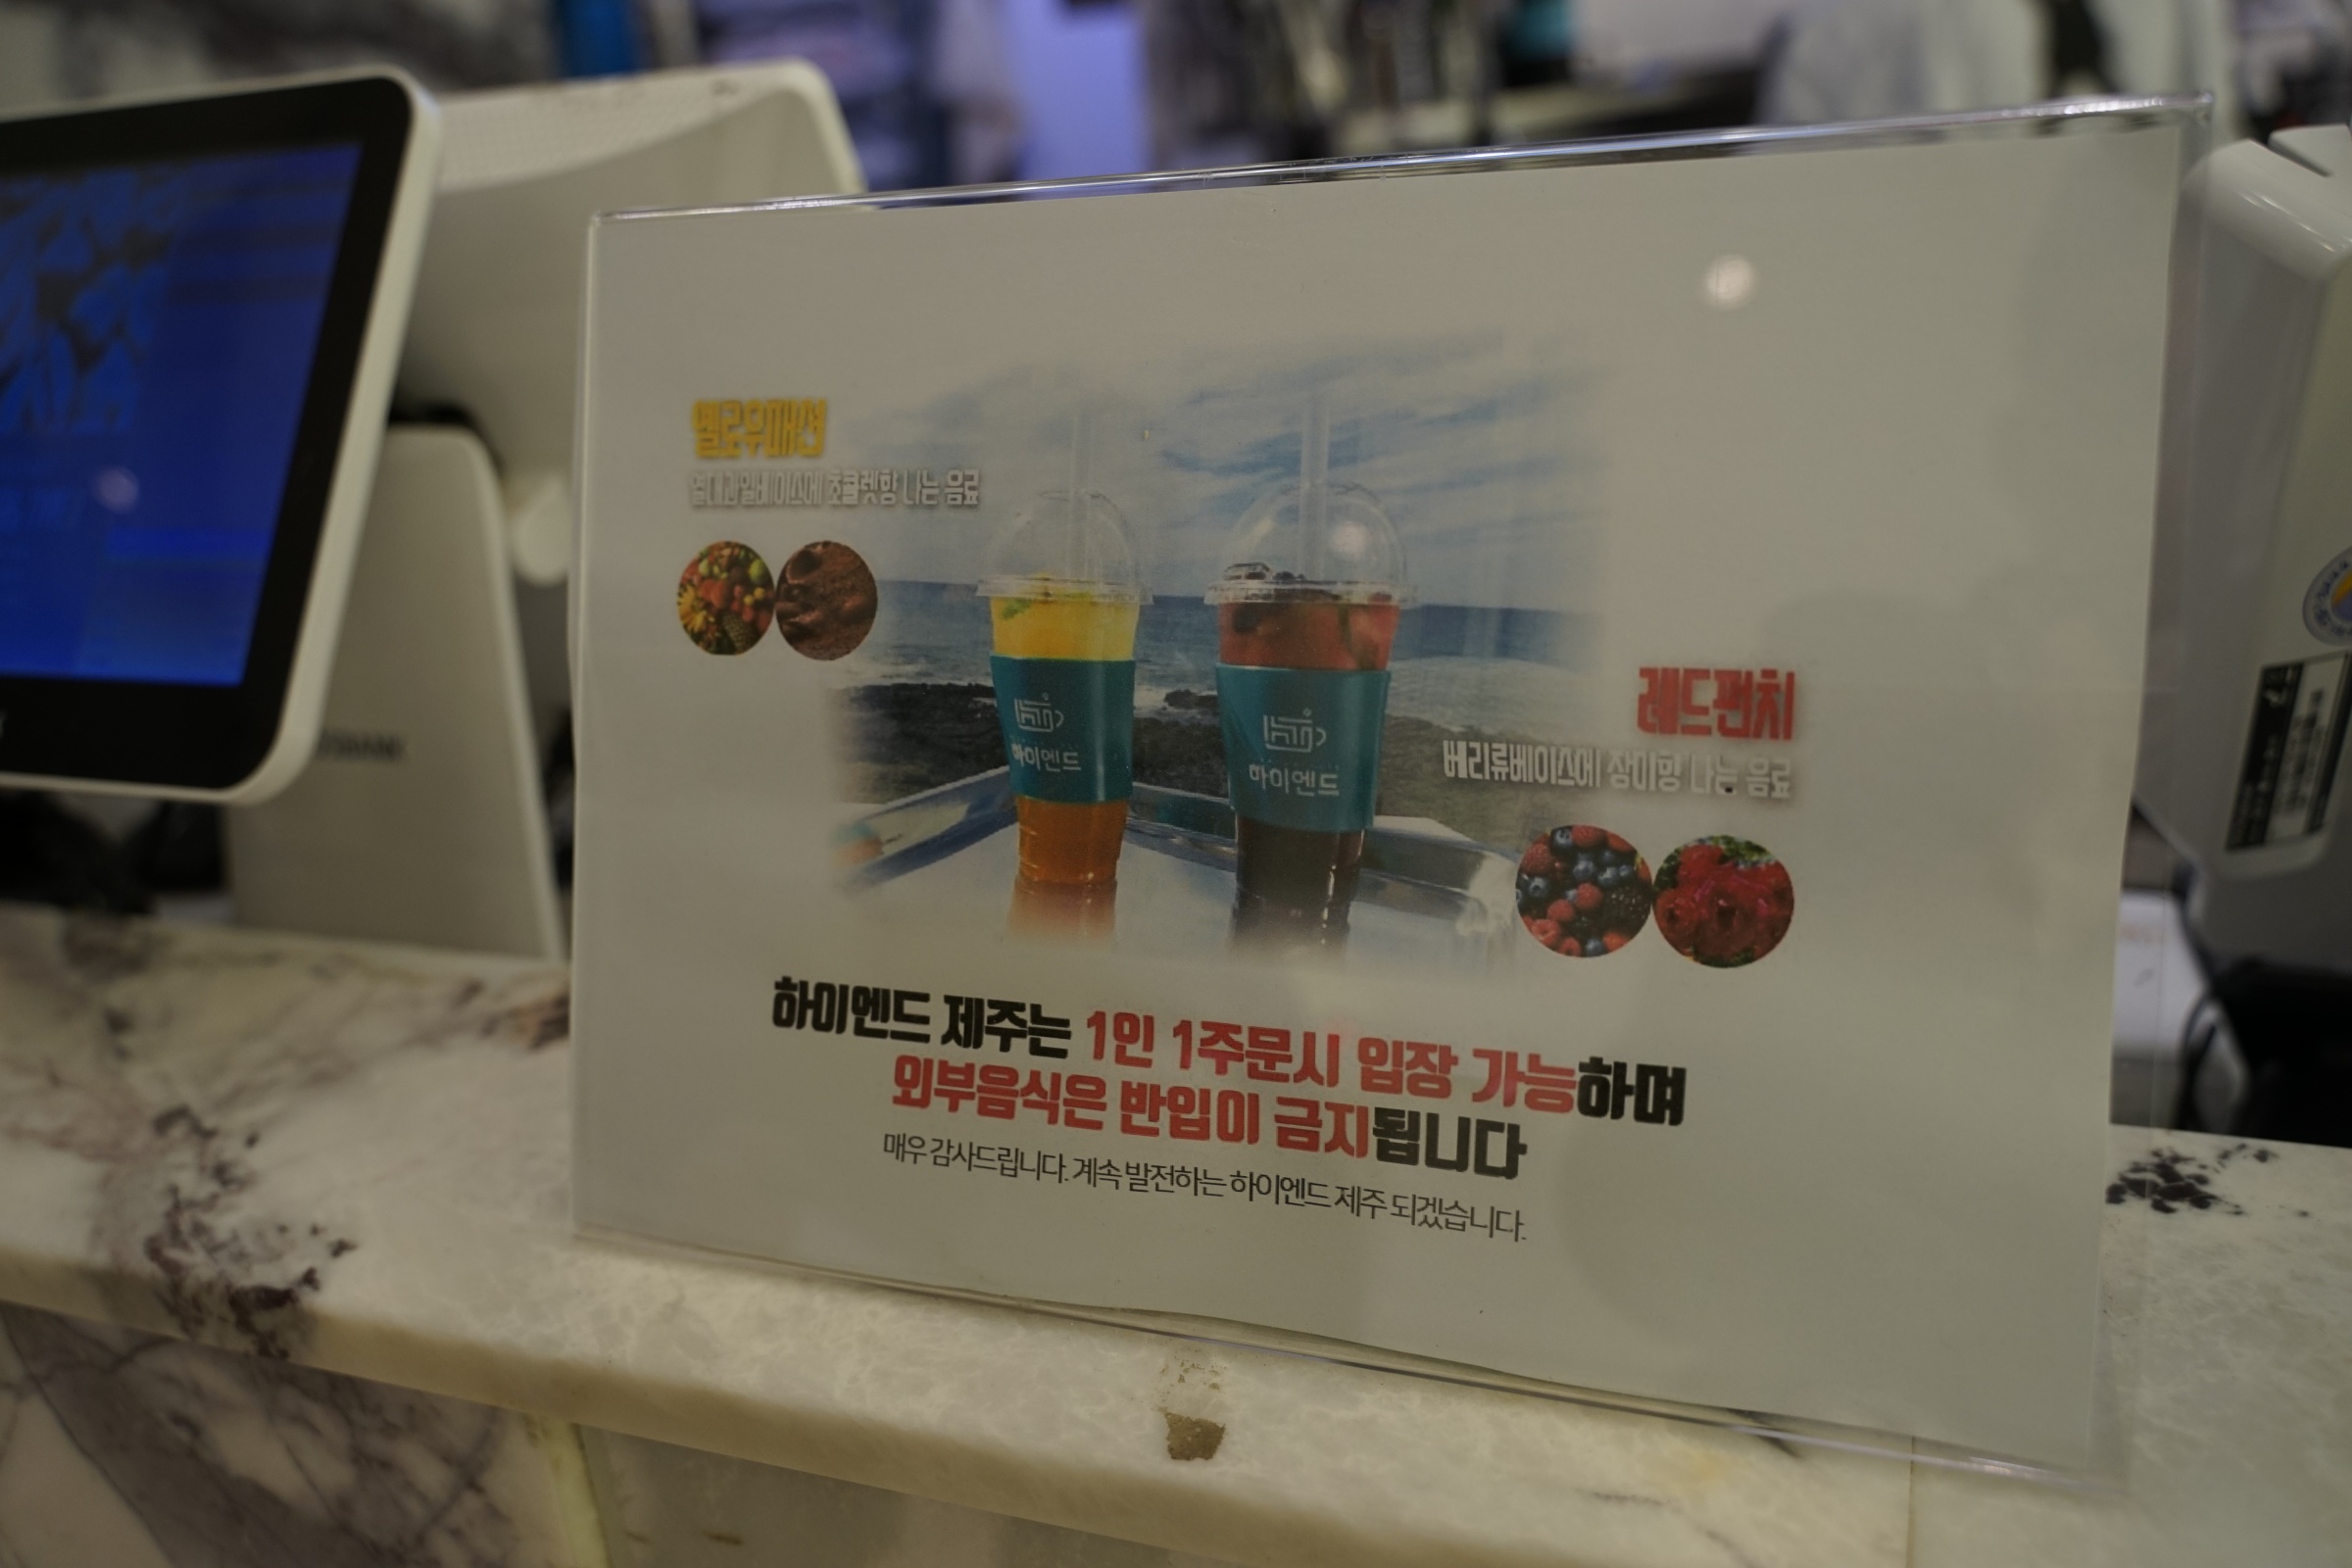 옐로우패션
열대과일베이스에 초콜렛향 나는 음료
하이엔드
하이엔드
레드펀치
베리류베이스에 장미향 나는 음료
하이엔드 제주는 1인 1주문시 입장 가능하며
외부음식은 반입이 금지됩니다
매우 감사드립니다. 계속 발전하는 하이엔드 제주 되겠습니다.